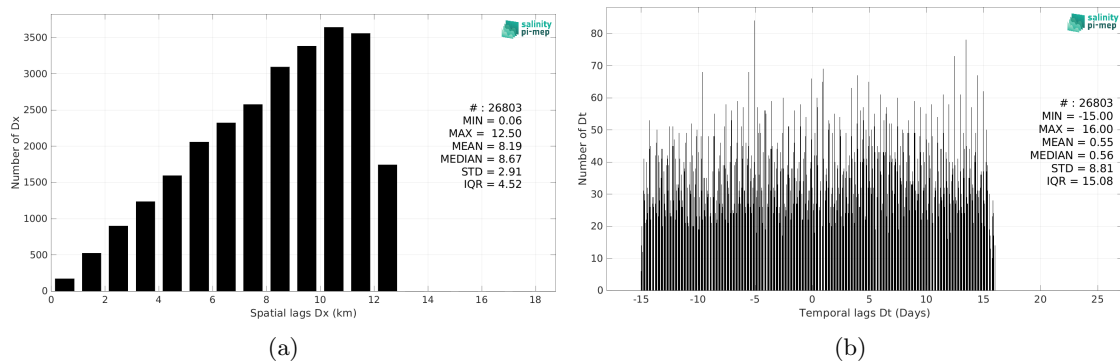 salinity
pi-mep
3500
3000
2500
2000
1500
1000
500
0
Number of Dx
# : 26803
MIN = 0.06
MAX = 12.50
MEAN = 8.19
MEDIAN = 8.67
STD = 2.91
IQR = 4.52
0 2 4 6 8 10 12 14 16 18
Spatial lags Dx (km)
(a)
salinity
pi-mep
80
70
60
50
40
30
20
10
0
Number of Dt
# : 26803
MIN = -15.00
MAX = 16.00
MEAN = 0.55
MEDIAN = 0.56
STD = 8.81
IQR = 15.08
-15 -10 -5 0 5 10 15 20 25
Temporal lags Dt (Days)
(b)